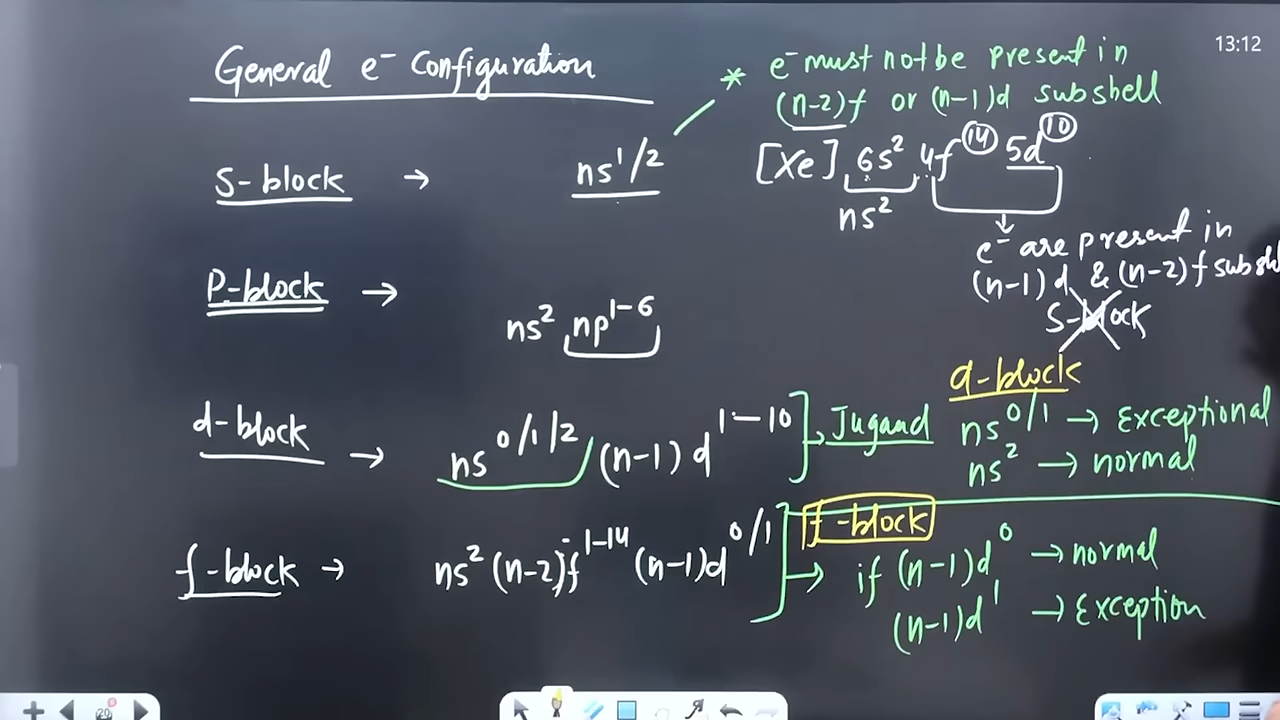 13:12
General e⁻ Configuration
* e⁻ must not be present in
(n-2)f or (n-1)d subshell
S-block → ns¹/²
[Xe] 6s² 4f¹⁴ 5d¹⁰
ns²
e⁻ are present in
(n-1)d & (n-2)f subsh
S-block
P-block →
ns² np¹⁻⁶
d-block → ns⁰/¹/² (n-1)d¹⁻¹⁰ → Jugaad
d-block
ns⁰/¹ → Exceptional
ns² → normal
f-block → ns² (n-2)f¹⁻¹⁴ (n-1)d⁰/¹
f-block
→ if (n-1)d⁰ → normal
(n-1)d¹ → Exception